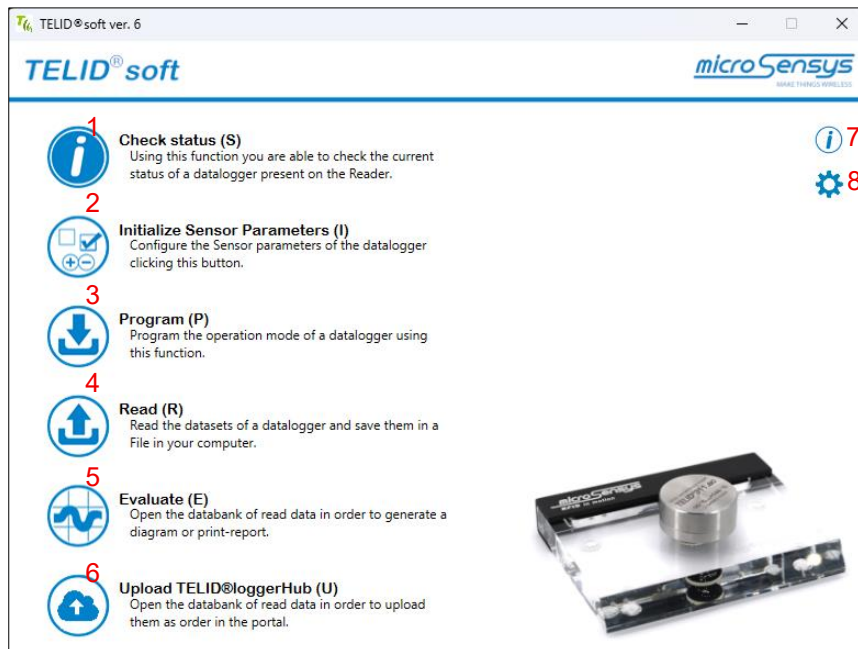 TELID®soft ver. 6
TELID®soft
microSensys
MAKE THINGS WIRELESS
1
Check status (S)
Using this function you are able to check the current
status of a datalogger present on the Reader.
2
Initialize Sensor Parameters (I)
Configure the Sensor parameters of the datalogger
clicking this button.
3
Program (P)
Program the operation mode of a datalogger using
this function.
4
Read (R)
Read the datasets of a datalogger and save them in a
File in your computer.
5
Evaluate (E)
Open the databank of read data in order to generate a
diagram or print-report.
6
Upload TELID®loggerHub (U)
Open the databank of read data in order to upload
them as order in the portal.
7
8
microSensys
RFID in motion